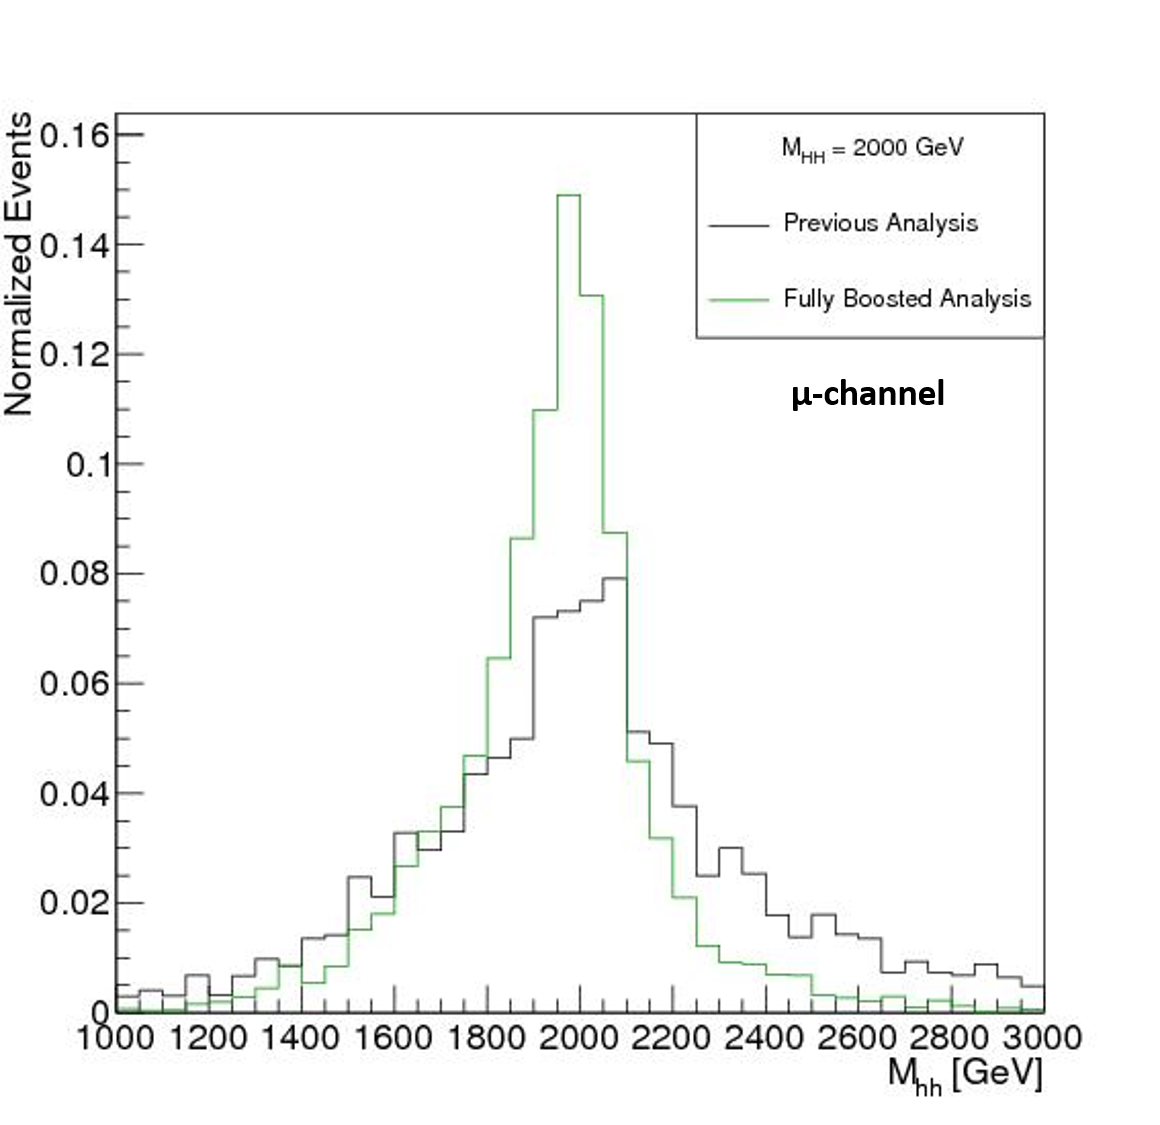 Normalized Events
0.16
0.14
0.12
0.1
0.08
0.06
0.04
0.02
0
M_HH = 2000 GeV
Previous Analysis
Fully Boosted Analysis
μ-channel
1000 1200 1400 1600 1800 2000 2200 2400 2600 2800 3000
M_hh [GeV]